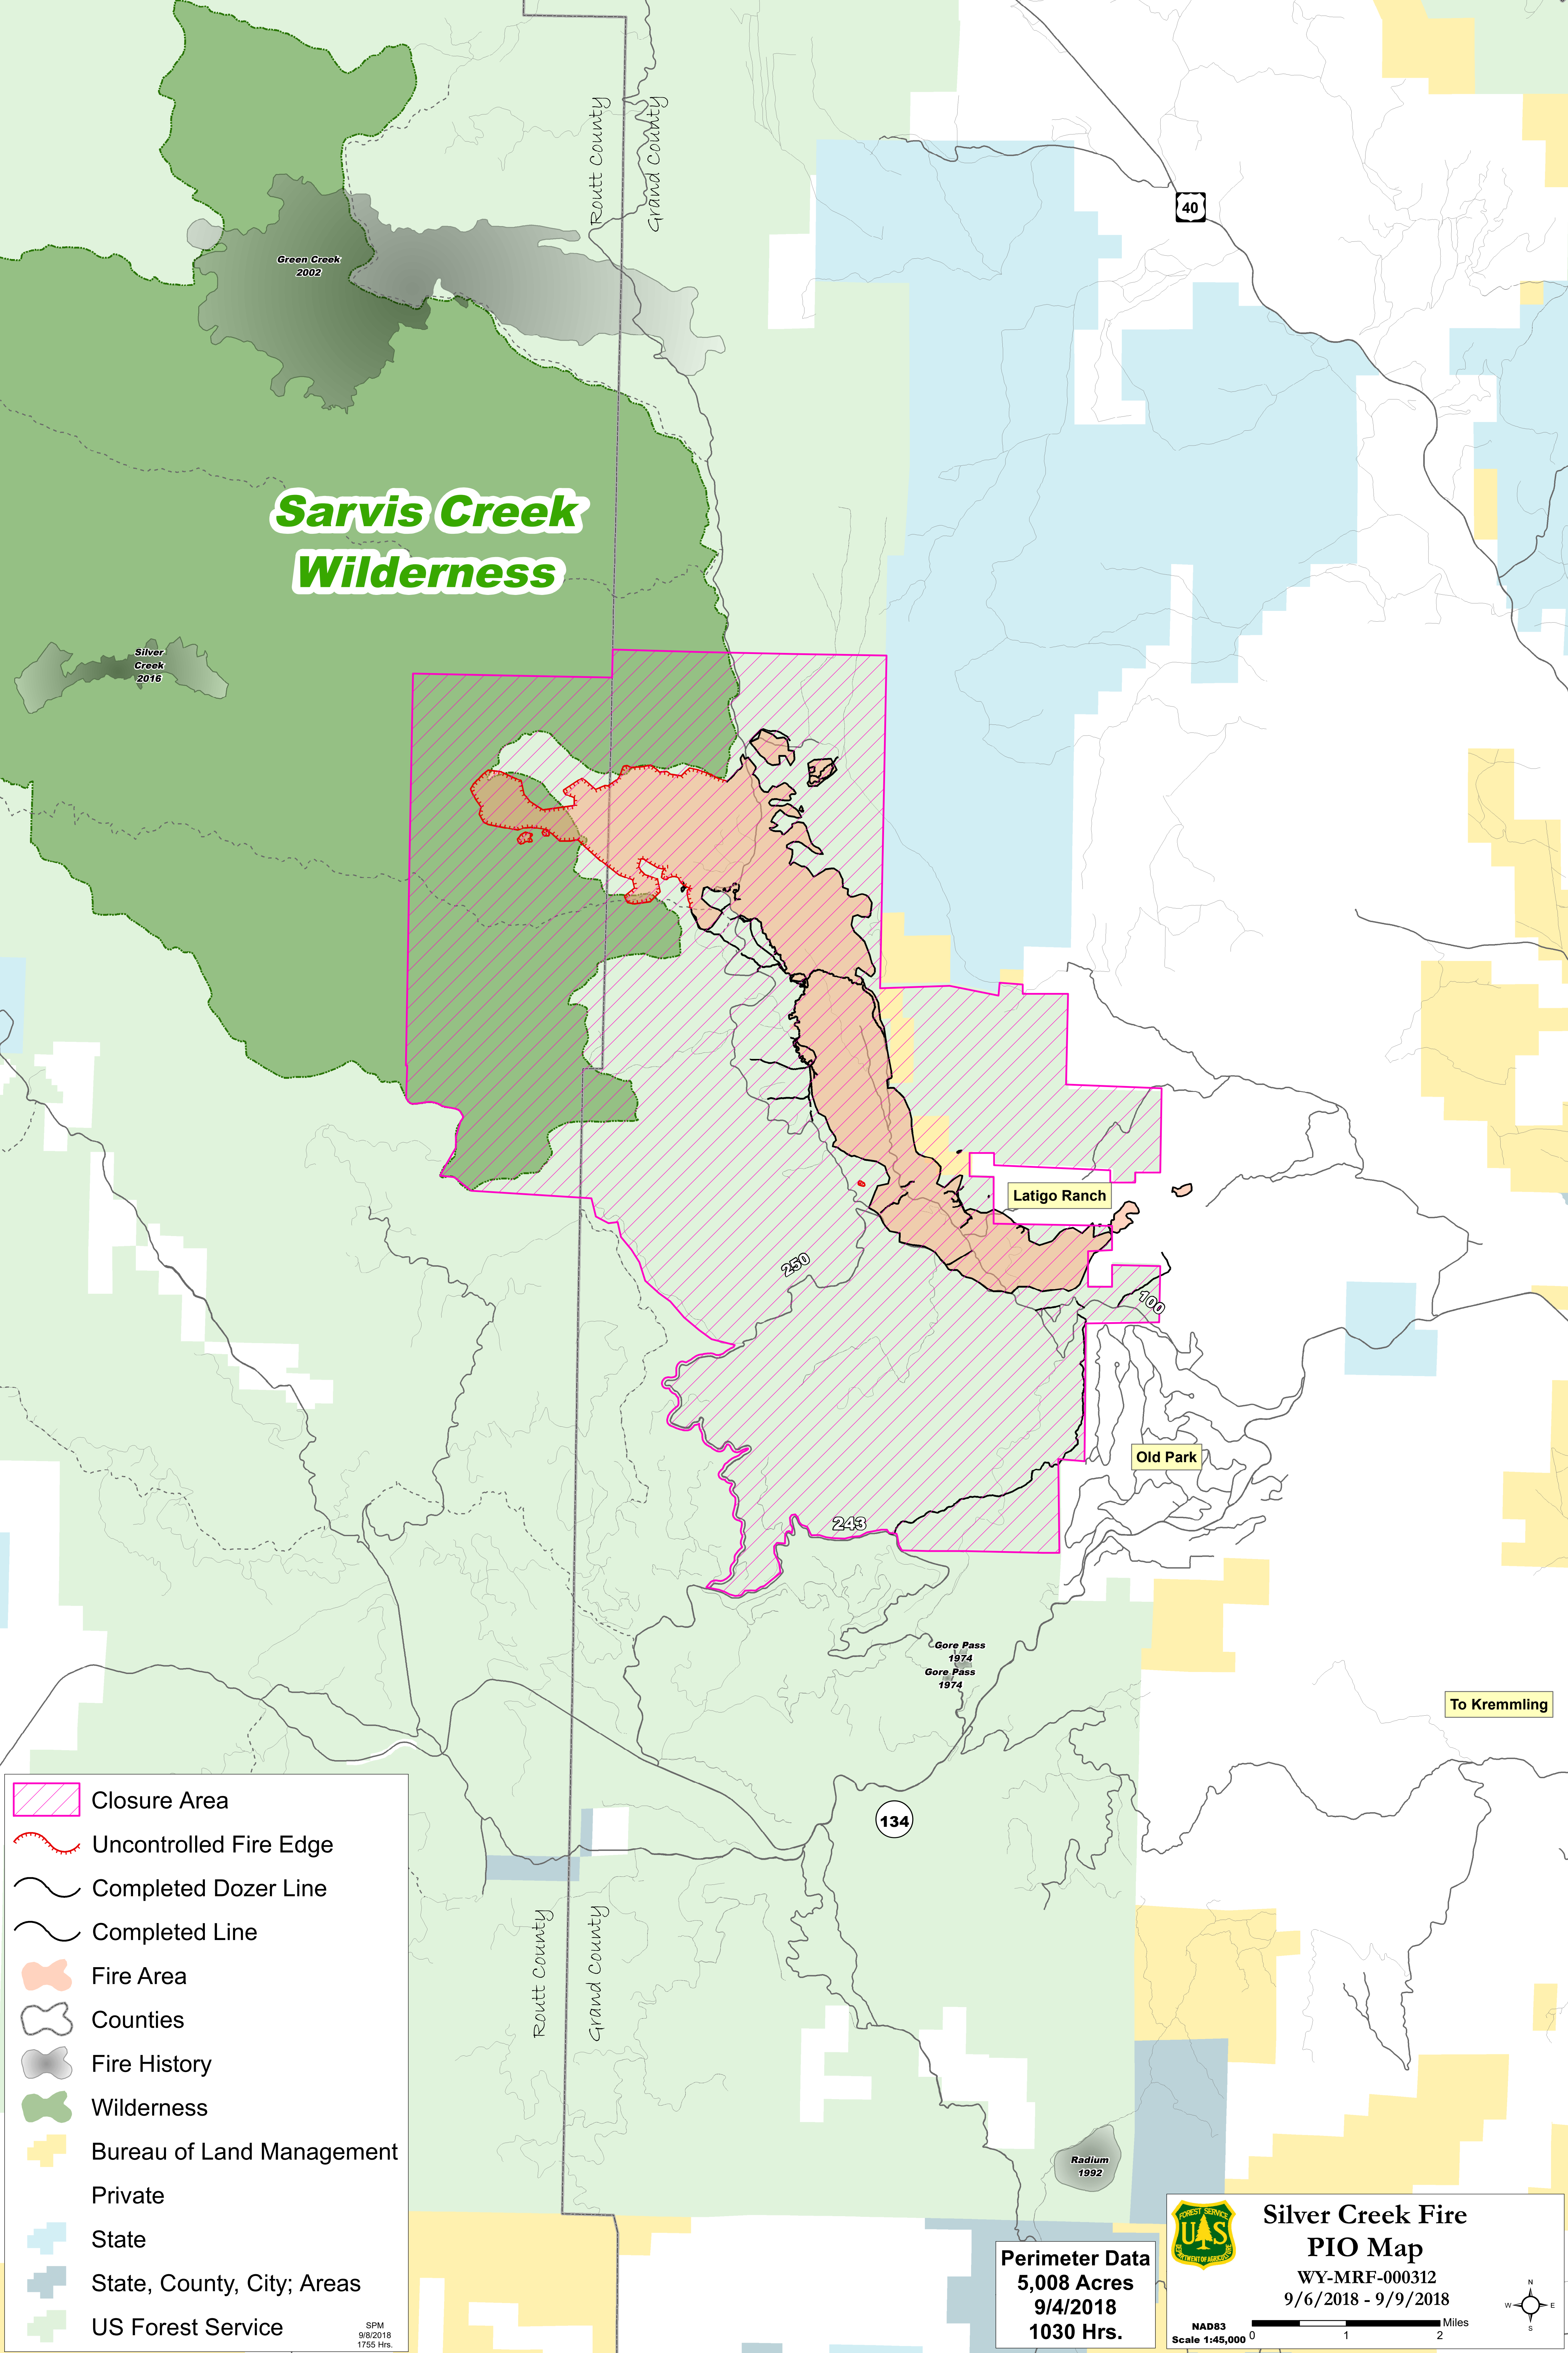 Routt County
Grand County
40
Green Creek
2002
Sarvis Creek
Wilderness
Silver
Creek
2016
Latigo Ranch
250
100
Old Park
243
Gore Pass
1974
Gore Pass
1974
To Kremmling
134
Routt County
Grand County
Radium
1992
Closure Area
Uncontrolled Fire Edge
Completed Dozer Line
Completed Line
Fire Area
Counties
Fire History
Wilderness
Bureau of Land Management
Private
State
State, County, City; Areas
US Forest Service
SPM
9/8/2018
1755 Hrs.
Perimeter Data
5,008 Acres
9/4/2018
1030 Hrs.
FOREST SERVICE
U S
DEPARTMENT OF AGRICULTURE
Silver Creek Fire
PIO Map
WY-MRF-000312
9/6/2018 - 9/9/2018
NAD83
Scale 1:45,000
0 1 2
Miles
N
W E
S